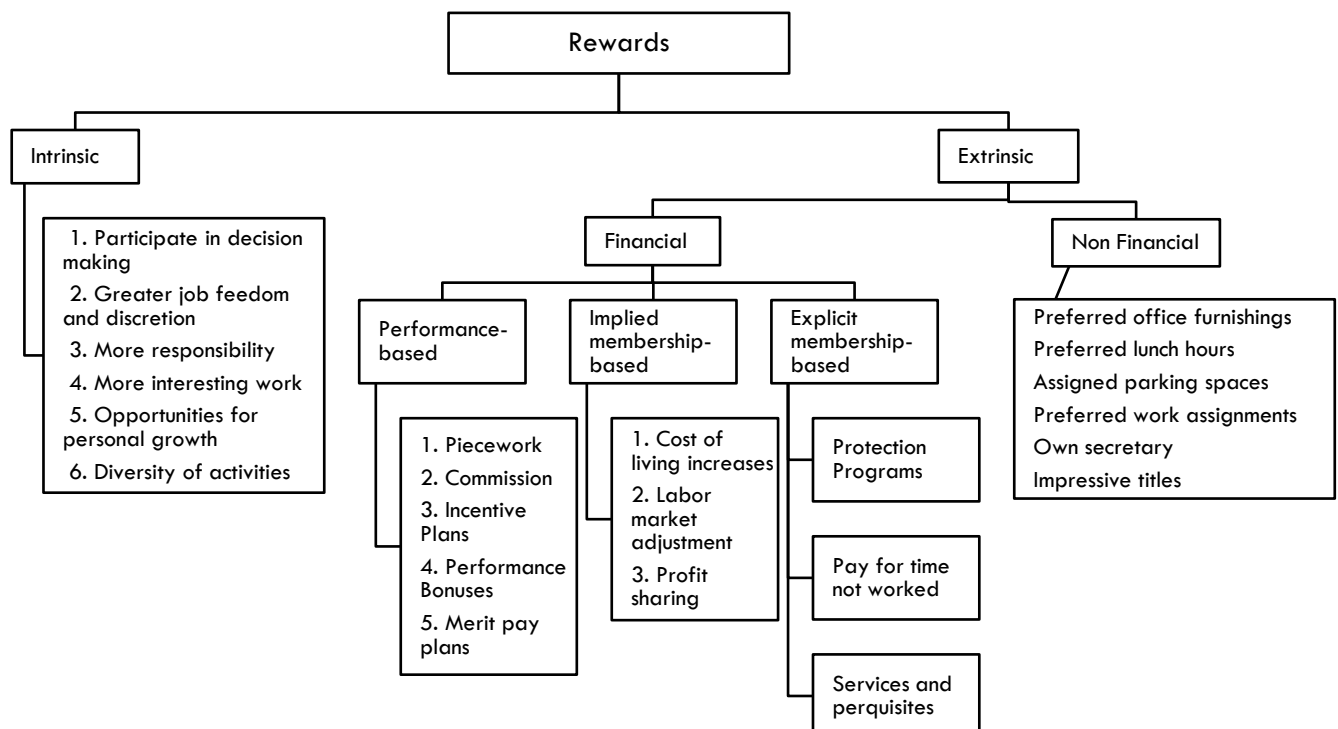 Rewards
Intrinsic
Extrinsic
1. Participate in decision
making
2. Greater job feedom
and discretion
3. More responsibility
4. More interesting work
5. Opportunities for
personal growth
6. Diversity of activities
Financial
Non Financial
Performance-
based
Implied
membership-
based
Explicit
membership-
based
1. Piecework
2. Commission
3. Incentive
Plans
4. Performance
Bonuses
5. Merit pay
plans
1. Cost of
living increases
2. Labor
market
adjustment
3. Profit
sharing
Protection
Programs
Pay for time
not worked
Services and
perquisites
Preferred office furnishings
Preferred lunch hours
Assigned parking spaces
Preferred work assignments
Own secretary
Impressive titles